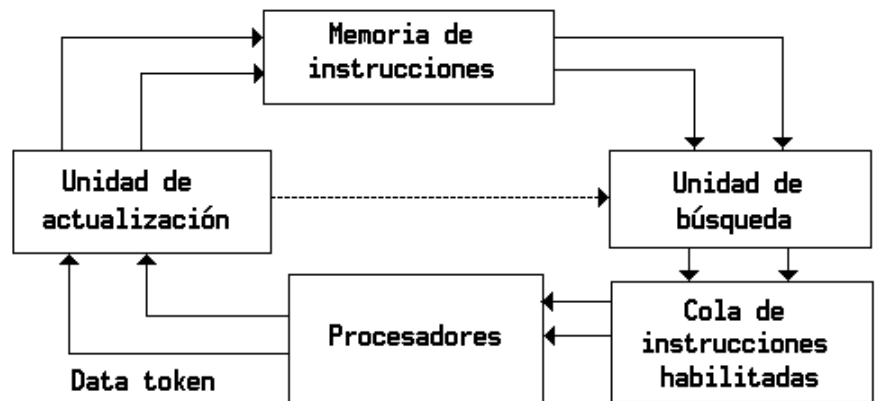 Memoria de
instrucciones
Unidad de
actualización
Unidad de
búsqueda
Procesadores
Cola de
instrucciones
habilitadas
Data token